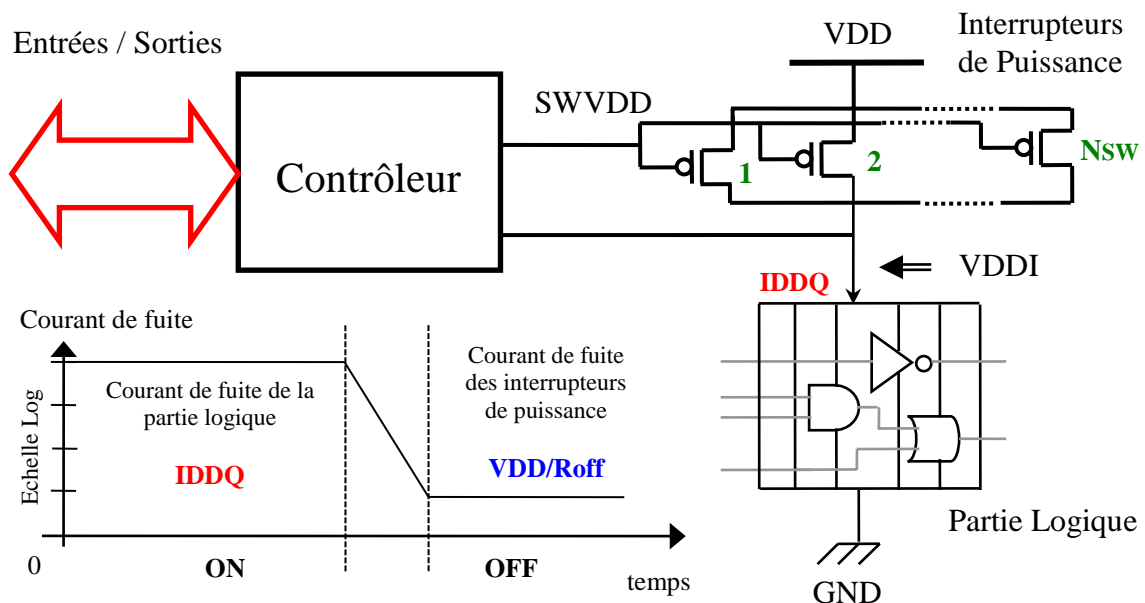 Entrées / Sorties
Contrôleur
SWVDD
VDD
Interrupteurs
de Puissance
1
2
NSW
VDDI
IDDQ
Partie Logique
GND
Courant de fuite
Echelle Log
Courant de fuite de la
partie logique
IDDQ
Courant de fuite
des interrupteurs
de puissance
VDD/Roff
0
ON
OFF
temps